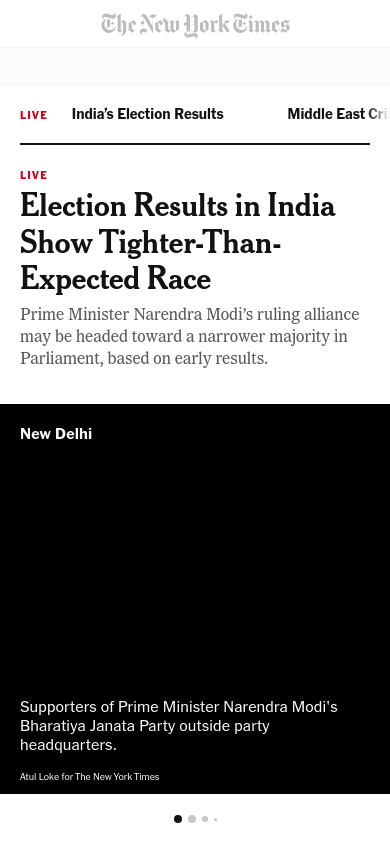 The New York Times
LIVE India’s Election Results Middle East Cri
LIVE
Election Results in India
Show Tighter-Than-
Expected Race
Prime Minister Narendra Modi’s ruling alliance
may be headed toward a narrower majority in
Parliament, based on early results.
New Delhi
Supporters of Prime Minister Narendra Modi's
Bharatiya Janata Party outside party
headquarters.
Atul Loke for The New York Times